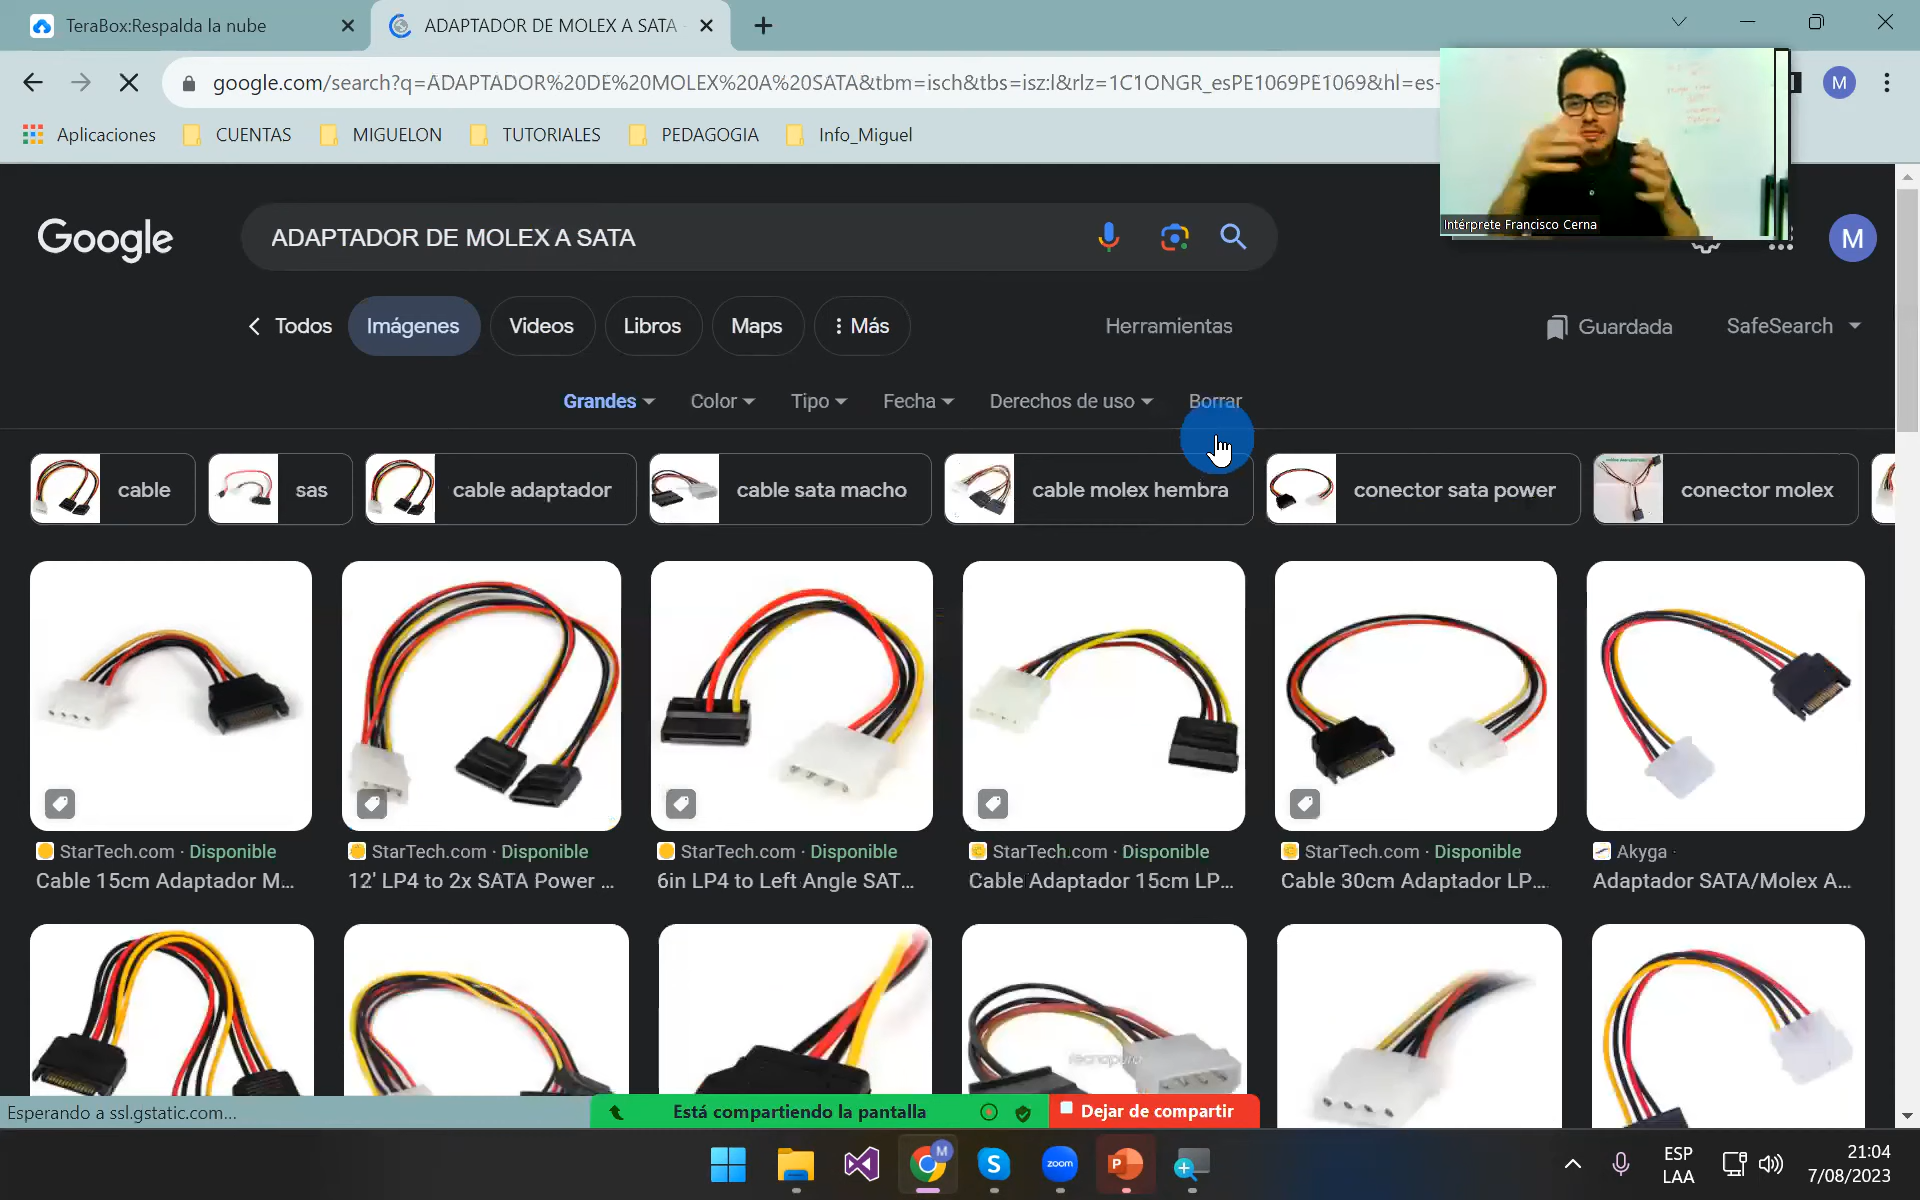 TeraBox:Respalda la nube
ADAPTADOR DE MOLEX A SATA
google.com/search?q=ADAPTADOR%20DE%20MOLEX%20A%20SATA&tbm=isch&tbs=isz:l&rlz=1C1ONGR_esPE1069PE1069&hl=es-
M
Aplicaciones
CUENTAS
MIGUELON
TUTORIALES
PEDAGOGIA
Info_Miguel
Intérprete Francisco Cerna
Google
ADAPTADOR DE MOLEX A SATA
M
Todos
Imágenes
Videos
Libros
Maps
Más
Herramientas
Guardada
SafeSearch
Grandes
Color
Tipo
Fecha
Derechos de uso
Borrar
cable
sas
cable adaptador
cable sata macho
cable molex hembra
conector sata power
conector molex
StarTech.com · Disponible
Cable 15cm Adaptador M...
StarTech.com · Disponible
12' LP4 to 2x SATA Power ...
StarTech.com · Disponible
6in LP4 to Left Angle SAT...
StarTech.com · Disponible
Cable Adaptador 15cm LP...
StarTech.com · Disponible
Cable 30cm Adaptador LP...
Akyga ·
Adaptador SATA/Molex A...
Esperando a ssl.gstatic.com...
Está compartiendo la pantalla
Dejar de compartir
M
S
zoom
P
ESP
LAA
21:04
7/08/2023